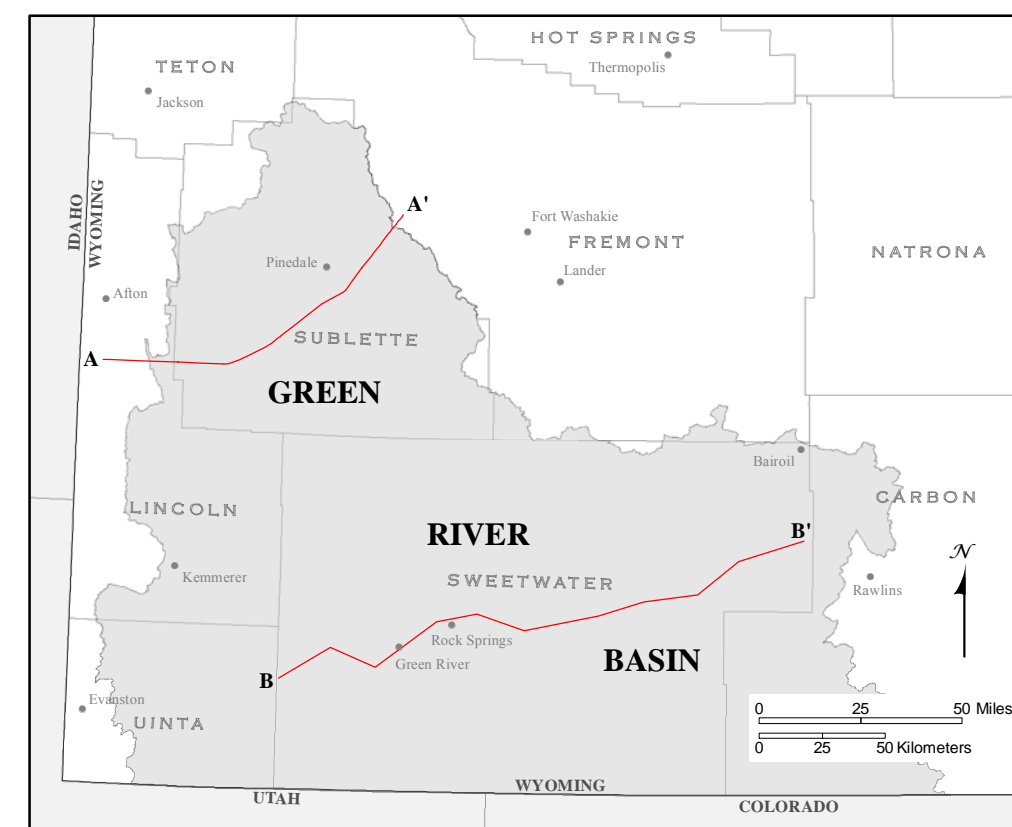 HOT SPRINGS
Thermopolis
TETON
Jackson
IDAHO
WYOMING
A'
Fort Washakie
FREMONT
NATRONA
Pinedale
Lander
Afton
SUBLETTE
A
GREEN
Bairoil
CARBON
LINCOLN
RIVER
B'
N
SWEETWATER
Kemmerer
Rawlins
Rock Springs
Green River
BASIN
B
Evanston
UINTA
0 25 50 Miles
0 25 50 Kilometers
WYOMING
UTAH
COLORADO